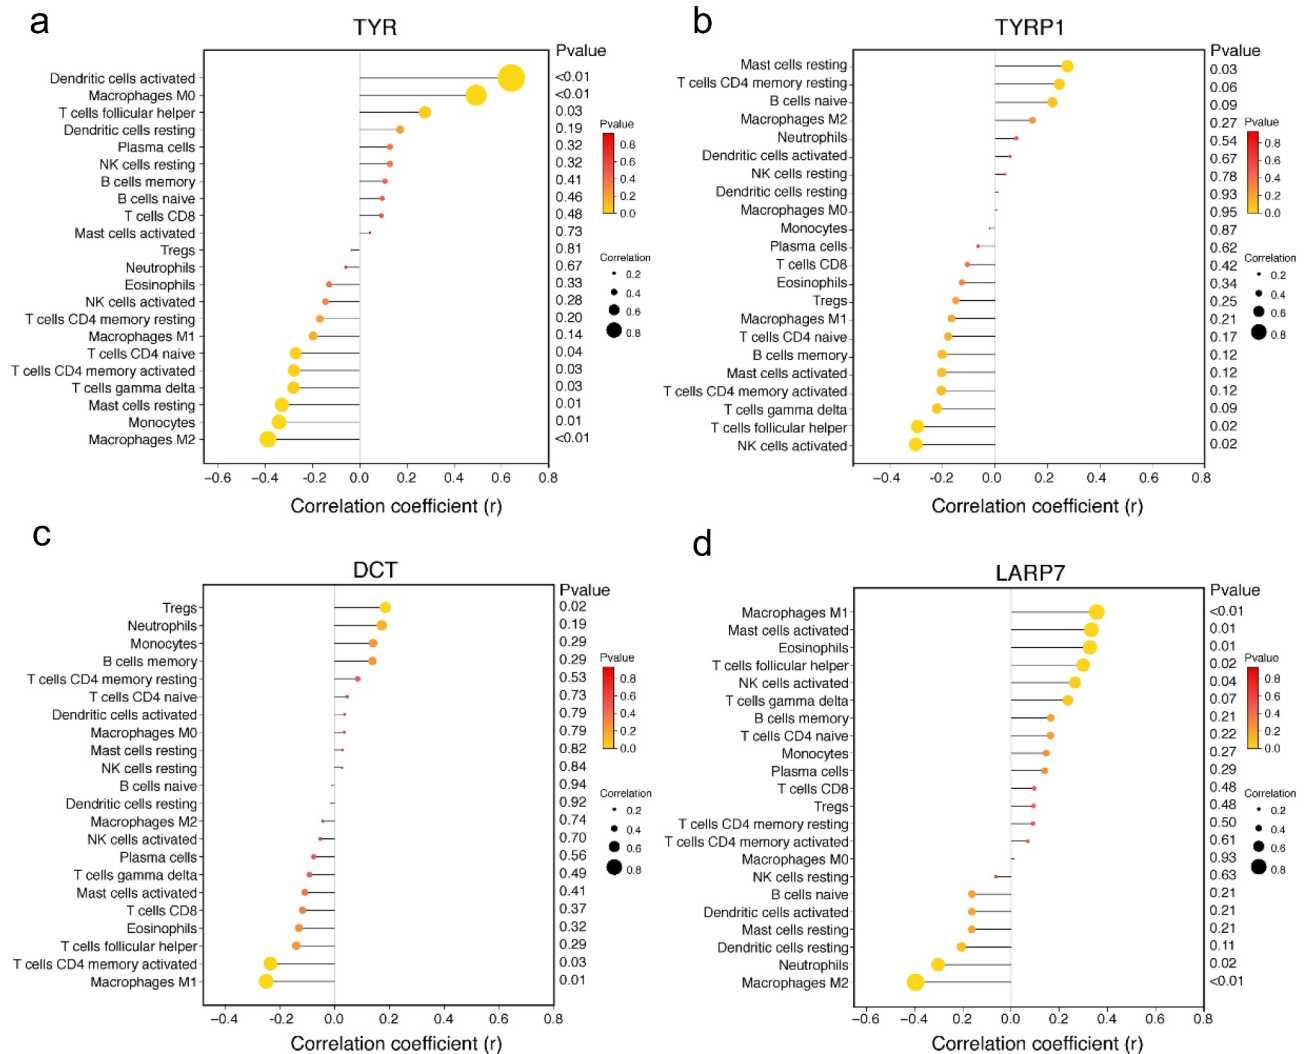 a
TYR
Pvalue
Dendritic cells activated <0.01
Macrophages M0 <0.01
T cells follicular helper 0.03
Dendritic cells resting 0.19
Plasma cells 0.32
NK cells resting 0.32
B cells memory 0.41
B cells naive 0.46
T cells CD8 0.48
Mast cells activated 0.73
Tregs 0.81
Neutrophils 0.67
Eosinophils 0.33
NK cells activated 0.28
T cells CD4 memory resting 0.20
Macrophages M1 0.14
T cells CD4 naive 0.04
T cells CD4 memory activated 0.03
T cells gamma delta 0.03
Mast cells resting 0.01
Monocytes 0.01
Macrophages M2 <0.01
−0.6 −0.4 −0.2 0.0 0.2 0.4 0.6 0.8
Correlation coefficient (r)
Pvalue
0.8
0.6
0.4
0.2
0.0
Correlation
0.2
0.4
0.6
0.8
b
TYRP1
Pvalue
Mast cells resting 0.03
T cells CD4 memory resting 0.06
B cells naive 0.09
Macrophages M2 0.27
Neutrophils 0.54
Dendritic cells activated 0.67
NK cells resting 0.78
Dendritic cells resting 0.93
Macrophages M0 0.95
Monocytes 0.87
Plasma cells 0.62
T cells CD8 0.42
Eosinophils 0.34
Tregs 0.25
Macrophages M1 0.21
T cells CD4 naive 0.17
B cells memory 0.12
Mast cells activated 0.12
T cells CD4 memory activated 0.12
T cells gamma delta 0.09
T cells follicular helper 0.02
NK cells activated 0.02
−0.4 −0.2 0.0 0.2 0.4 0.6 0.8
Correlation coefficient (r)
Pvalue
0.8
0.6
0.4
0.2
0.0
Correlation
0.2
0.4
0.6
0.8
c
DCT
Pvalue
Tregs 0.02
Neutrophils 0.19
Monocytes 0.29
B cells memory 0.29
T cells CD4 memory resting 0.53
T cells CD4 naive 0.73
Dendritic cells activated 0.79
Macrophages M0 0.79
Mast cells resting 0.82
NK cells resting 0.84
B cells naive 0.94
Dendritic cells resting 0.92
Macrophages M2 0.74
NK cells activated 0.70
Plasma cells 0.56
T cells gamma delta 0.49
Mast cells activated 0.41
T cells CD8 0.37
Eosinophils 0.32
T cells follicular helper 0.29
T cells CD4 memory activated 0.03
Macrophages M1 0.01
−0.4 −0.2 0.0 0.2 0.4 0.6 0.8
Correlation coefficient (r)
Pvalue
0.8
0.6
0.4
0.2
0.0
Correlation
0.2
0.4
0.6
0.8
d
LARP7
Pvalue
Macrophages M1 <0.01
Mast cells activated 0.01
Eosinophils 0.01
T cells follicular helper 0.02
NK cells activated 0.04
T cells gamma delta 0.07
B cells memory 0.21
T cells CD4 naive 0.22
Monocytes 0.27
Plasma cells 0.29
T cells CD8 0.48
Tregs 0.48
T cells CD4 memory resting 0.50
T cells CD4 memory activated 0.61
Macrophages M0 0.93
NK cells resting 0.63
B cells naive 0.21
Dendritic cells activated 0.21
Mast cells resting 0.21
Dendritic cells resting 0.11
Neutrophils 0.02
Macrophages M2 <0.01
−0.6 −0.4 0.2 0.0 0.2 0.4 0.6 0.8
Correlation coefficient (r)
Pvalue
0.8
0.6
0.4
0.2
0.0
Correlation
0.2
0.4
0.6
0.8